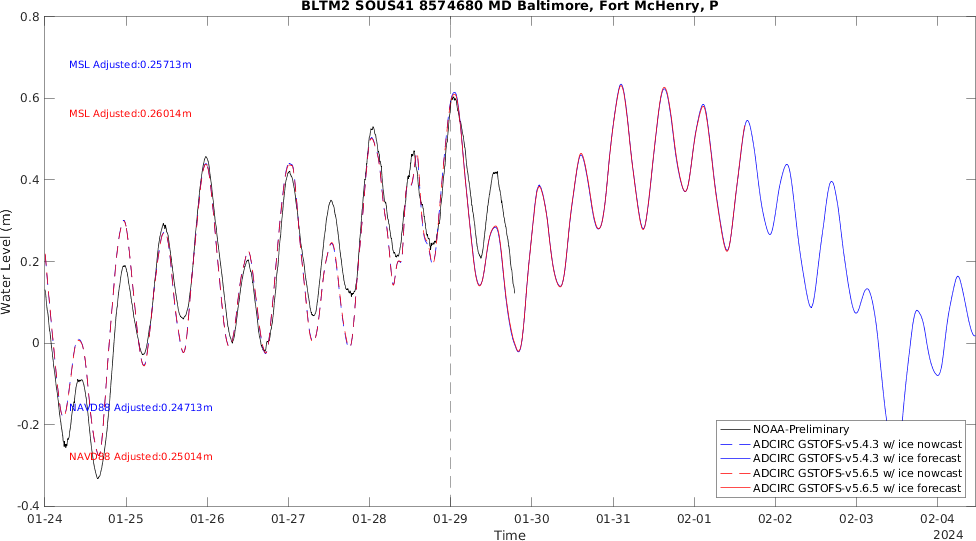 BLTM2 SOUS41 8574680 MD Baltimore, Fort McHenry, P
0.8
0.6
0.4
0.2
0
-0.2
-0.4
Water Level (m)
MSL Adjusted:0.25713m
MSL Adjusted:0.26014m
NAVD88 Adjusted:0.24713m
NAVD88 Adjusted:0.25014m
NOAA-Preliminary
ADCIRC GSTOFS-v5.4.3 w/ ice nowcast
ADCIRC GSTOFS-v5.4.3 w/ ice forecast
ADCIRC GSTOFS-v5.6.5 w/ ice nowcast
ADCIRC GSTOFS-v5.6.5 w/ ice forecast
01-24 01-25 01-26 01-27 01-28 01-29 01-30 01-31 02-01 02-02 02-03 02-04
Time
2024